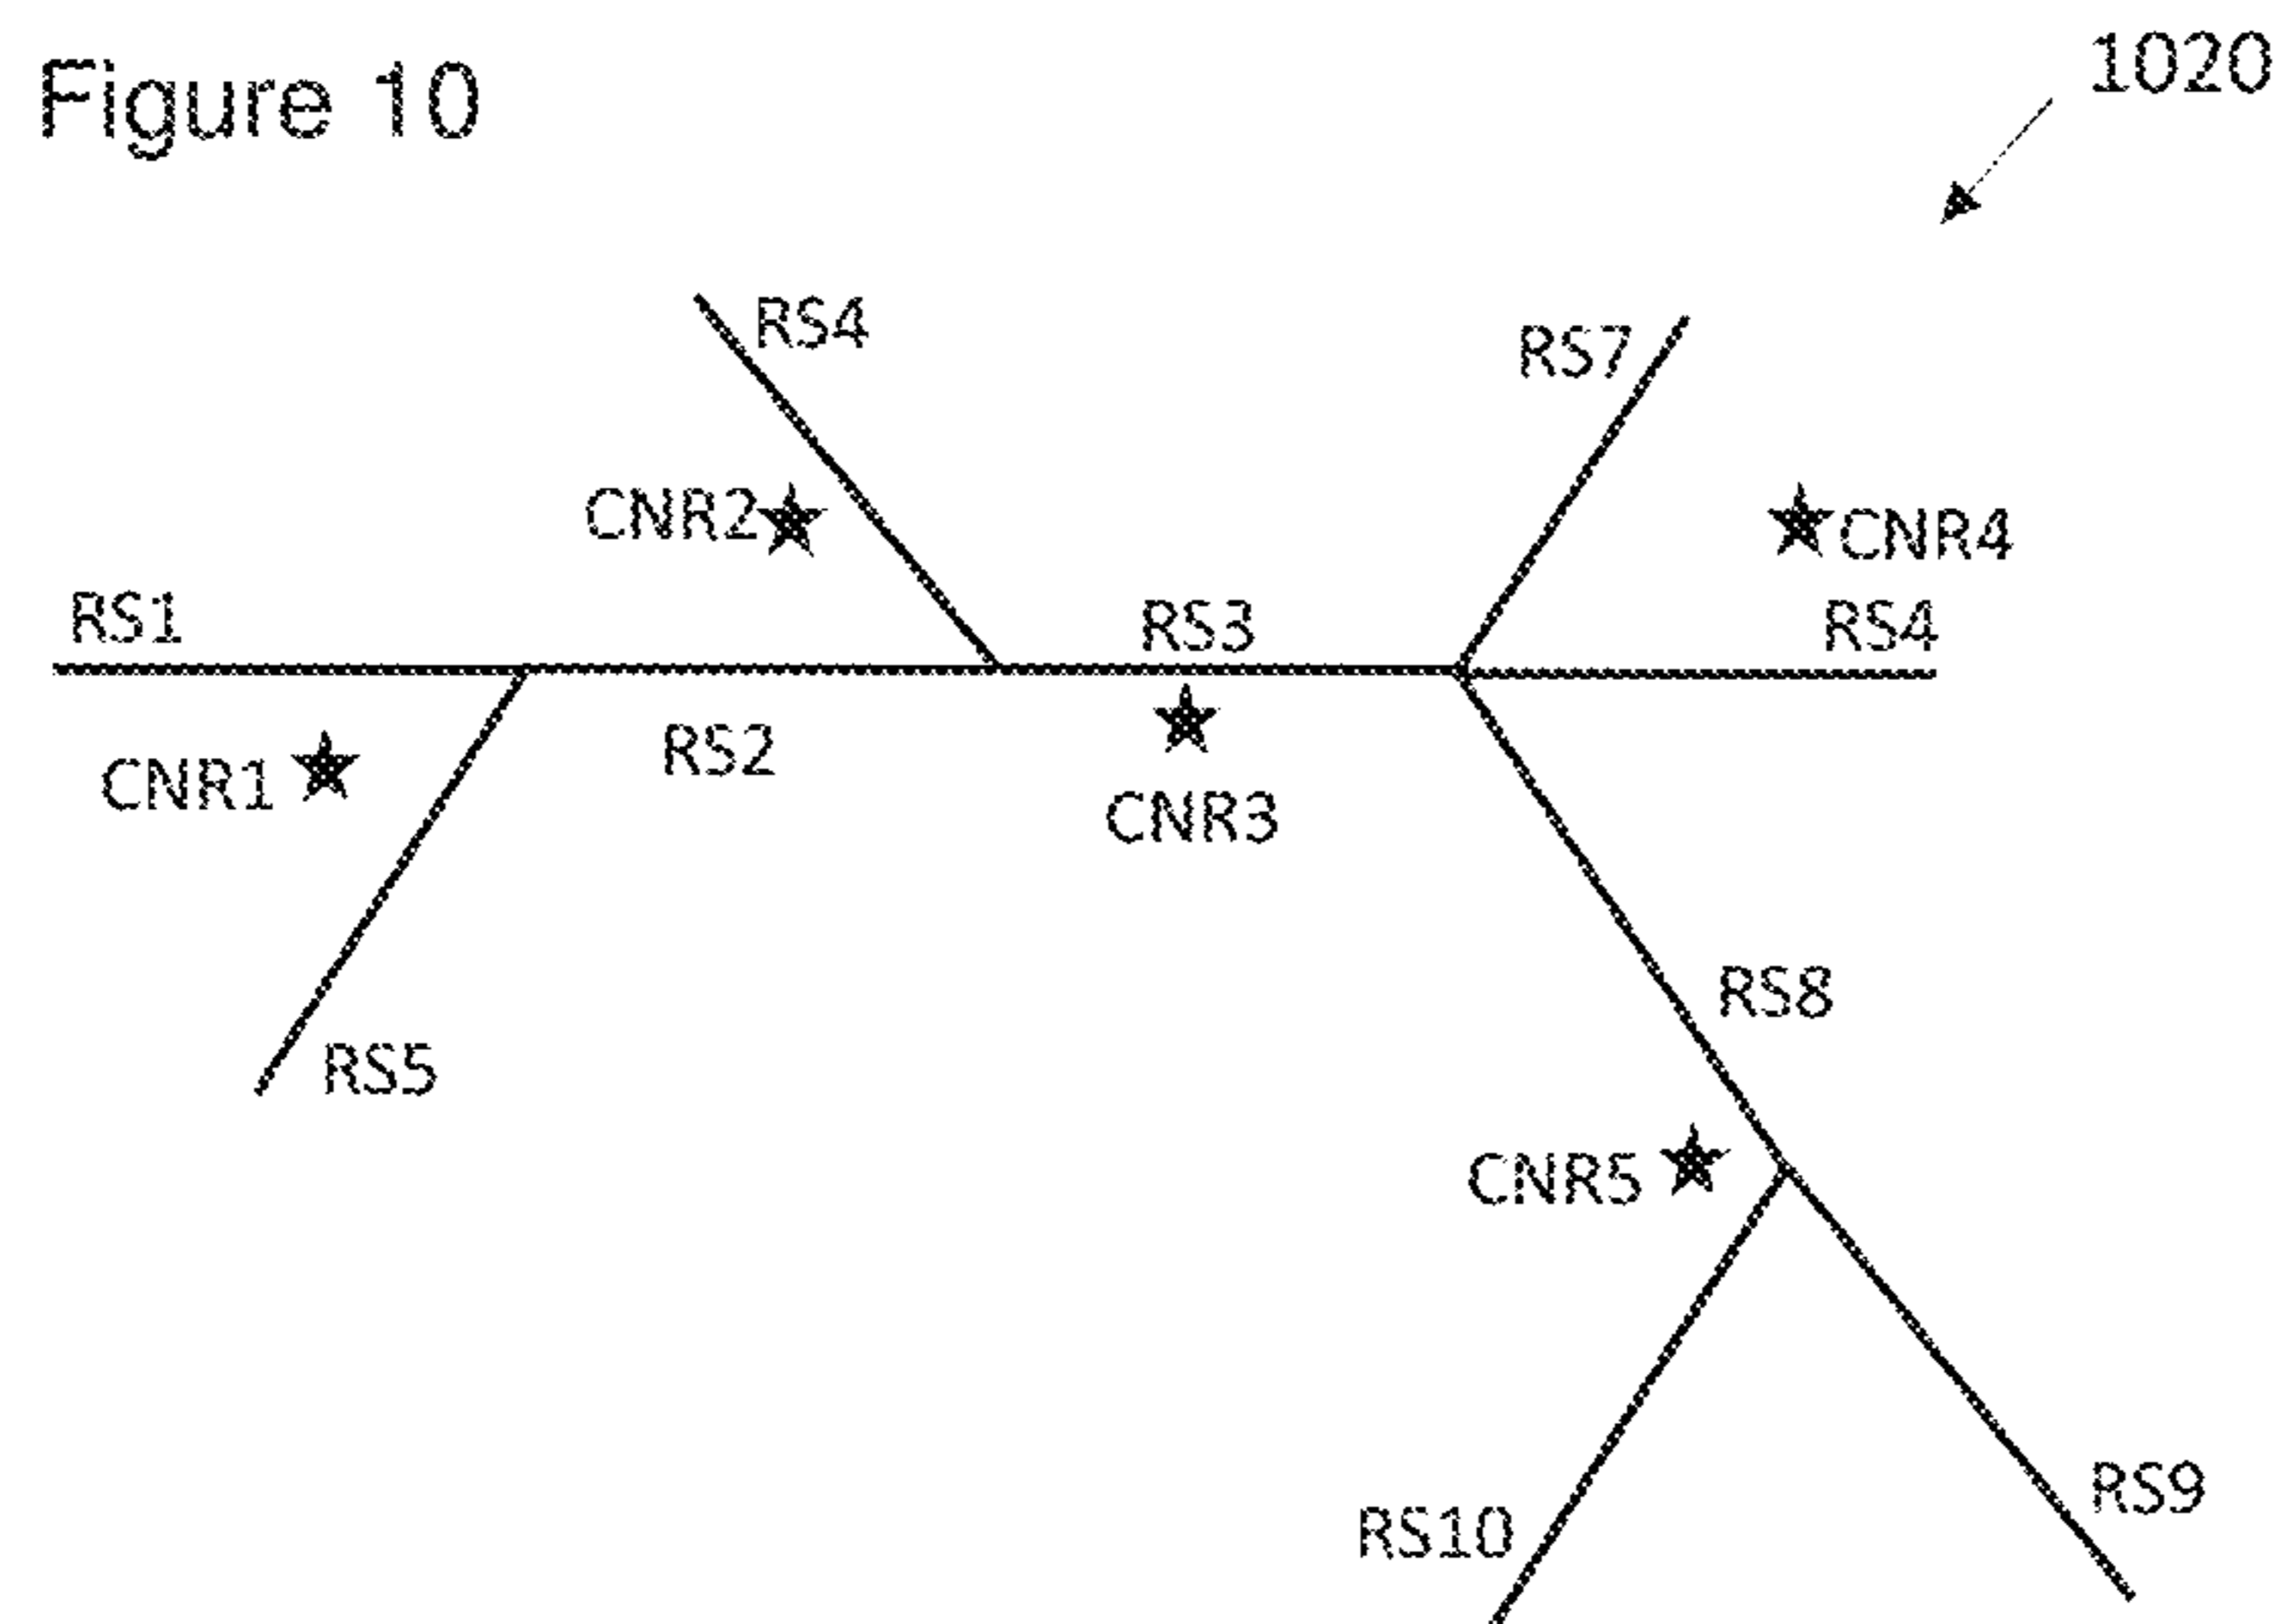 Figure 10
1020
RS4
RS7
CNR2
CNR4
RS1
RS3
RS4
CNR1
RS2
CNR3
RS8
RS5
CNR5
RS9
RS10